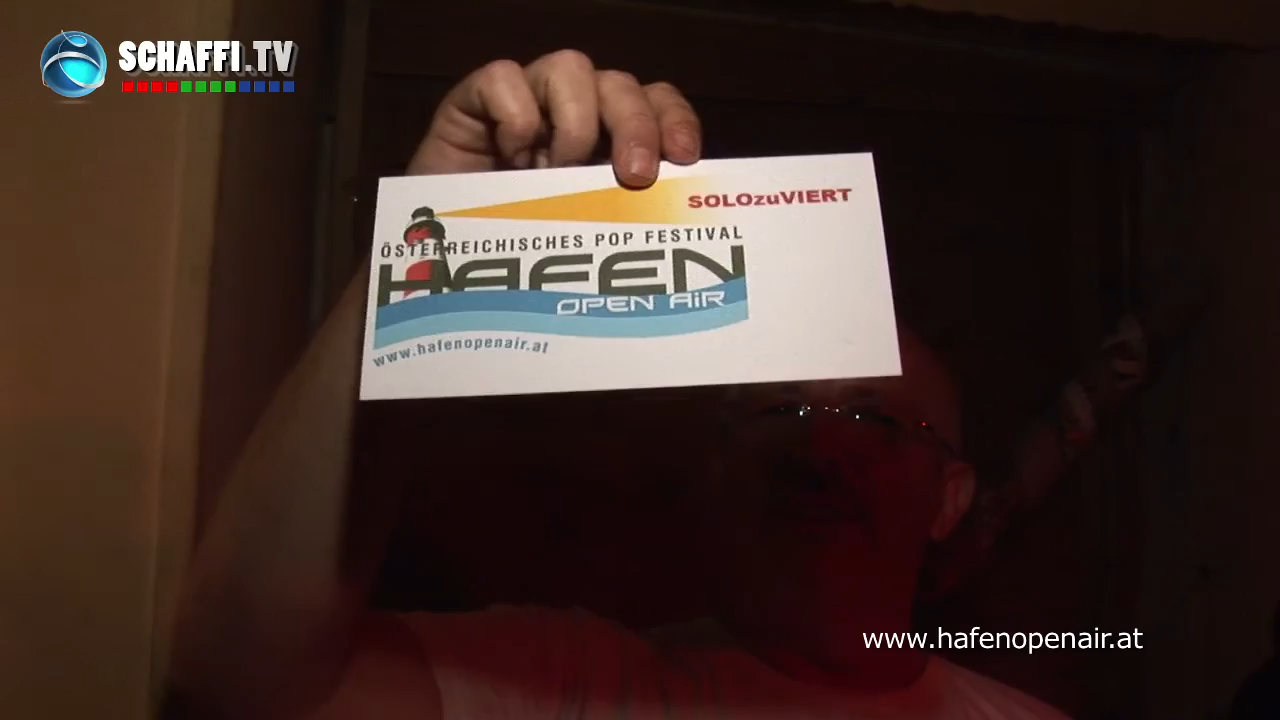 SCHAFFI.TV
SOLOzuVIERT
ÖSTERREICHISCHES POP FESTIVAL
HAFEN
OPEN AiR
www.hafenopenair.at
www.hafenopenair.at